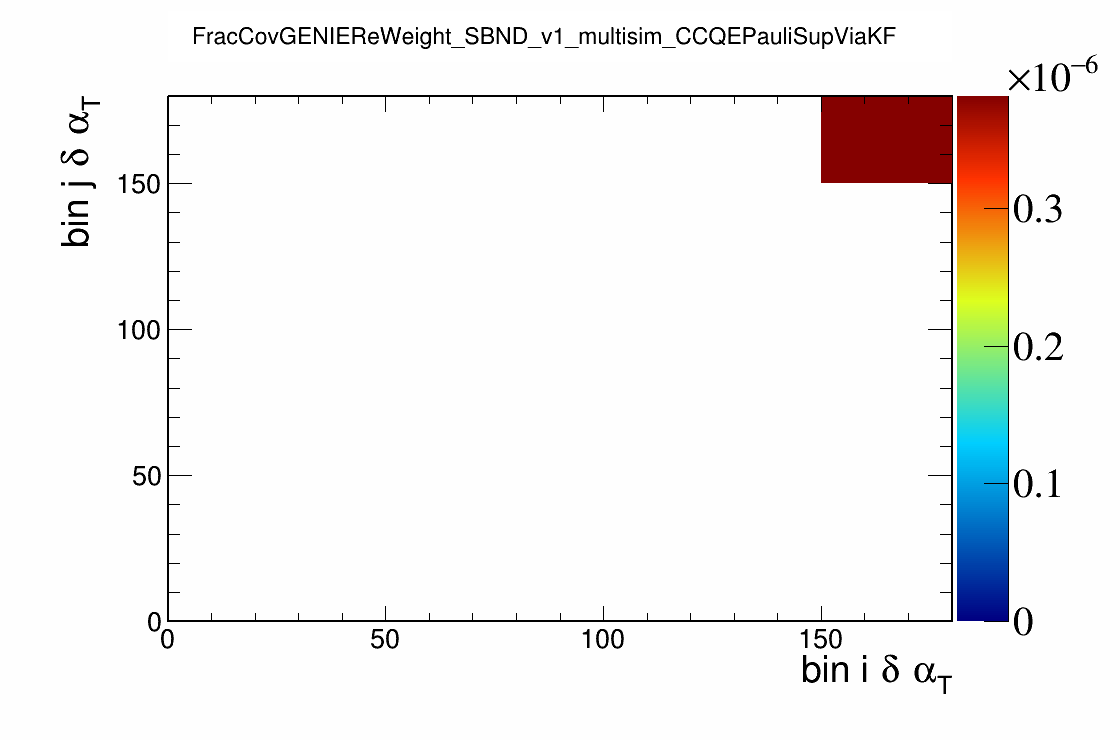 FracCovGENIEReWeight_SBND_v1_multisim_CCQEPauliSupViaKF
×10⁻⁶
bin j δ α_T
150
100
50
0
0.3
0.2
0.1
0
0 50 100 150
bin i δ α_T